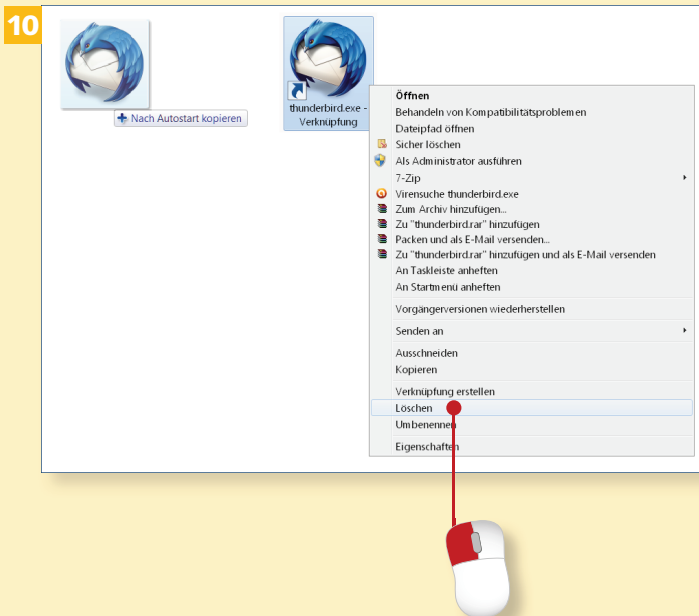 10
Nach Autostart kopieren
thunderbird.exe -
Verknüpfung
Öffnen
Behandeln von Kompatibilitätsproblemen
Dateipfad öffnen
Sicher löschen
Als Administrator ausführen
7-Zip
Virensuche thunderbird.exe
Zum Archiv hinzufügen...
Zu "thunderbird.rar" hinzufügen
Packen und als E-Mail versenden...
Zu "thunderbird.rar" hinzufügen und als E-Mail versenden
An Taskleiste anheften
An Startmenü anheften
Vorgängerversionen wiederherstellen
Senden an
Ausschneiden
Kopieren
Verknüpfung erstellen
Löschen
Umbenennen
Eigenschaften